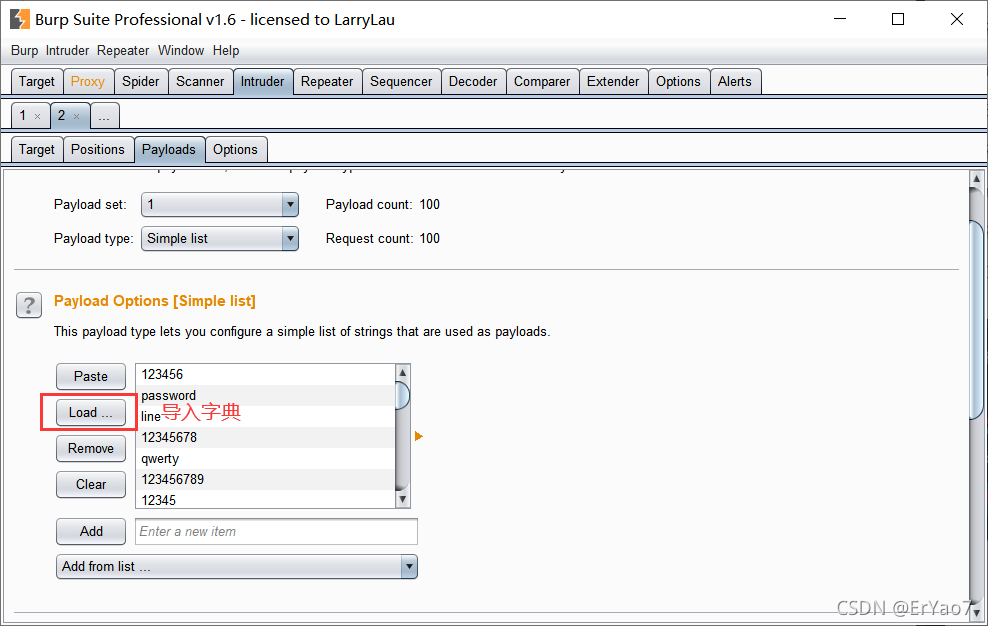 Burp Suite Professional v1.6 - licensed to LarryLau
Burp Intruder Repeater Window Help
Target Proxy Spider Scanner Intruder Repeater Sequencer Decoder Comparer Extender Options Alerts
1 × 2 × ...
Target Positions Payloads Options
Payload set: 1 Payload count: 100
Payload type: Simple list Request count: 100
? Payload Options [Simple list]
This payload type lets you configure a simple list of strings that are used as payloads.
Paste 123456
password
Load ... line 导入字典
12345678
Remove qwerty
123456789
Clear 12345
Add Enter a new item
Add from list ...
CSDN @ErYao7